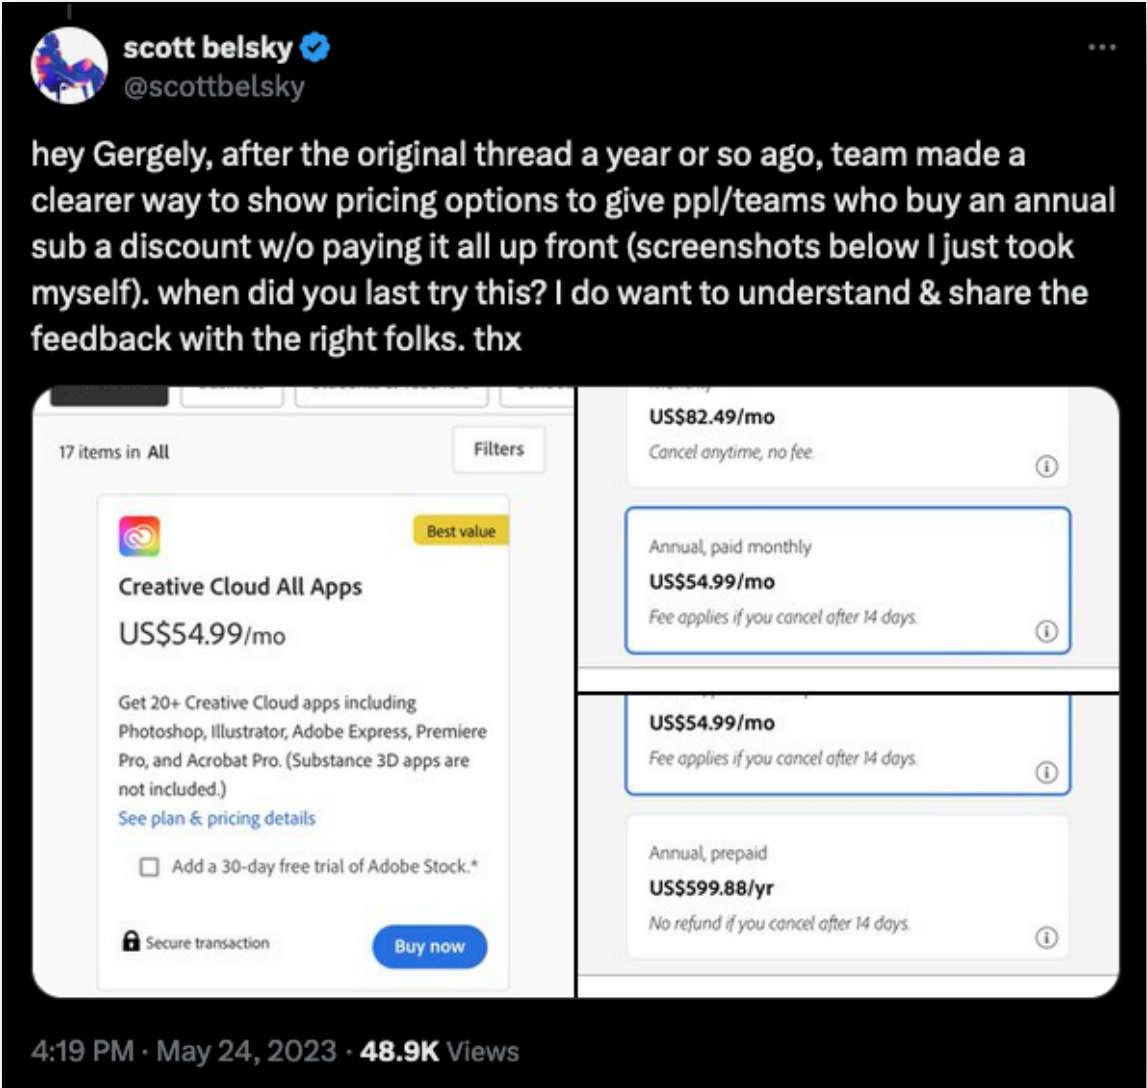 scott belsky
@scottbelsky
hey Gergely, after the original thread a year or so ago, team made a
clearer way to show pricing options to give ppl/teams who buy an annual
sub a discount w/o paying it all up front (screenshots below I just took
myself). when did you last try this? I do want to understand & share the
feedback with the right folks. thx
17 items in All
Filters
Best value
Creative Cloud All Apps
US$54.99/mo
Get 20+ Creative Cloud apps including
Photoshop, Illustrator, Adobe Express, Premiere
Pro, and Acrobat Pro. (Substance 3D apps are
not included.)
See plan & pricing details
Add a 30-day free trial of Adobe Stock.*
Secure transaction
Buy now
US$82.49/mo
Cancel anytime, no fee.
Annual, paid monthly
US$54.99/mo
Fee applies if you cancel after 14 days.
US$54.99/mo
Fee applies if you cancel after 14 days.
Annual, prepaid
US$599.88/yr
No refund if you cancel after 14 days.
4:19 PM · May 24, 2023 · 48.9K Views